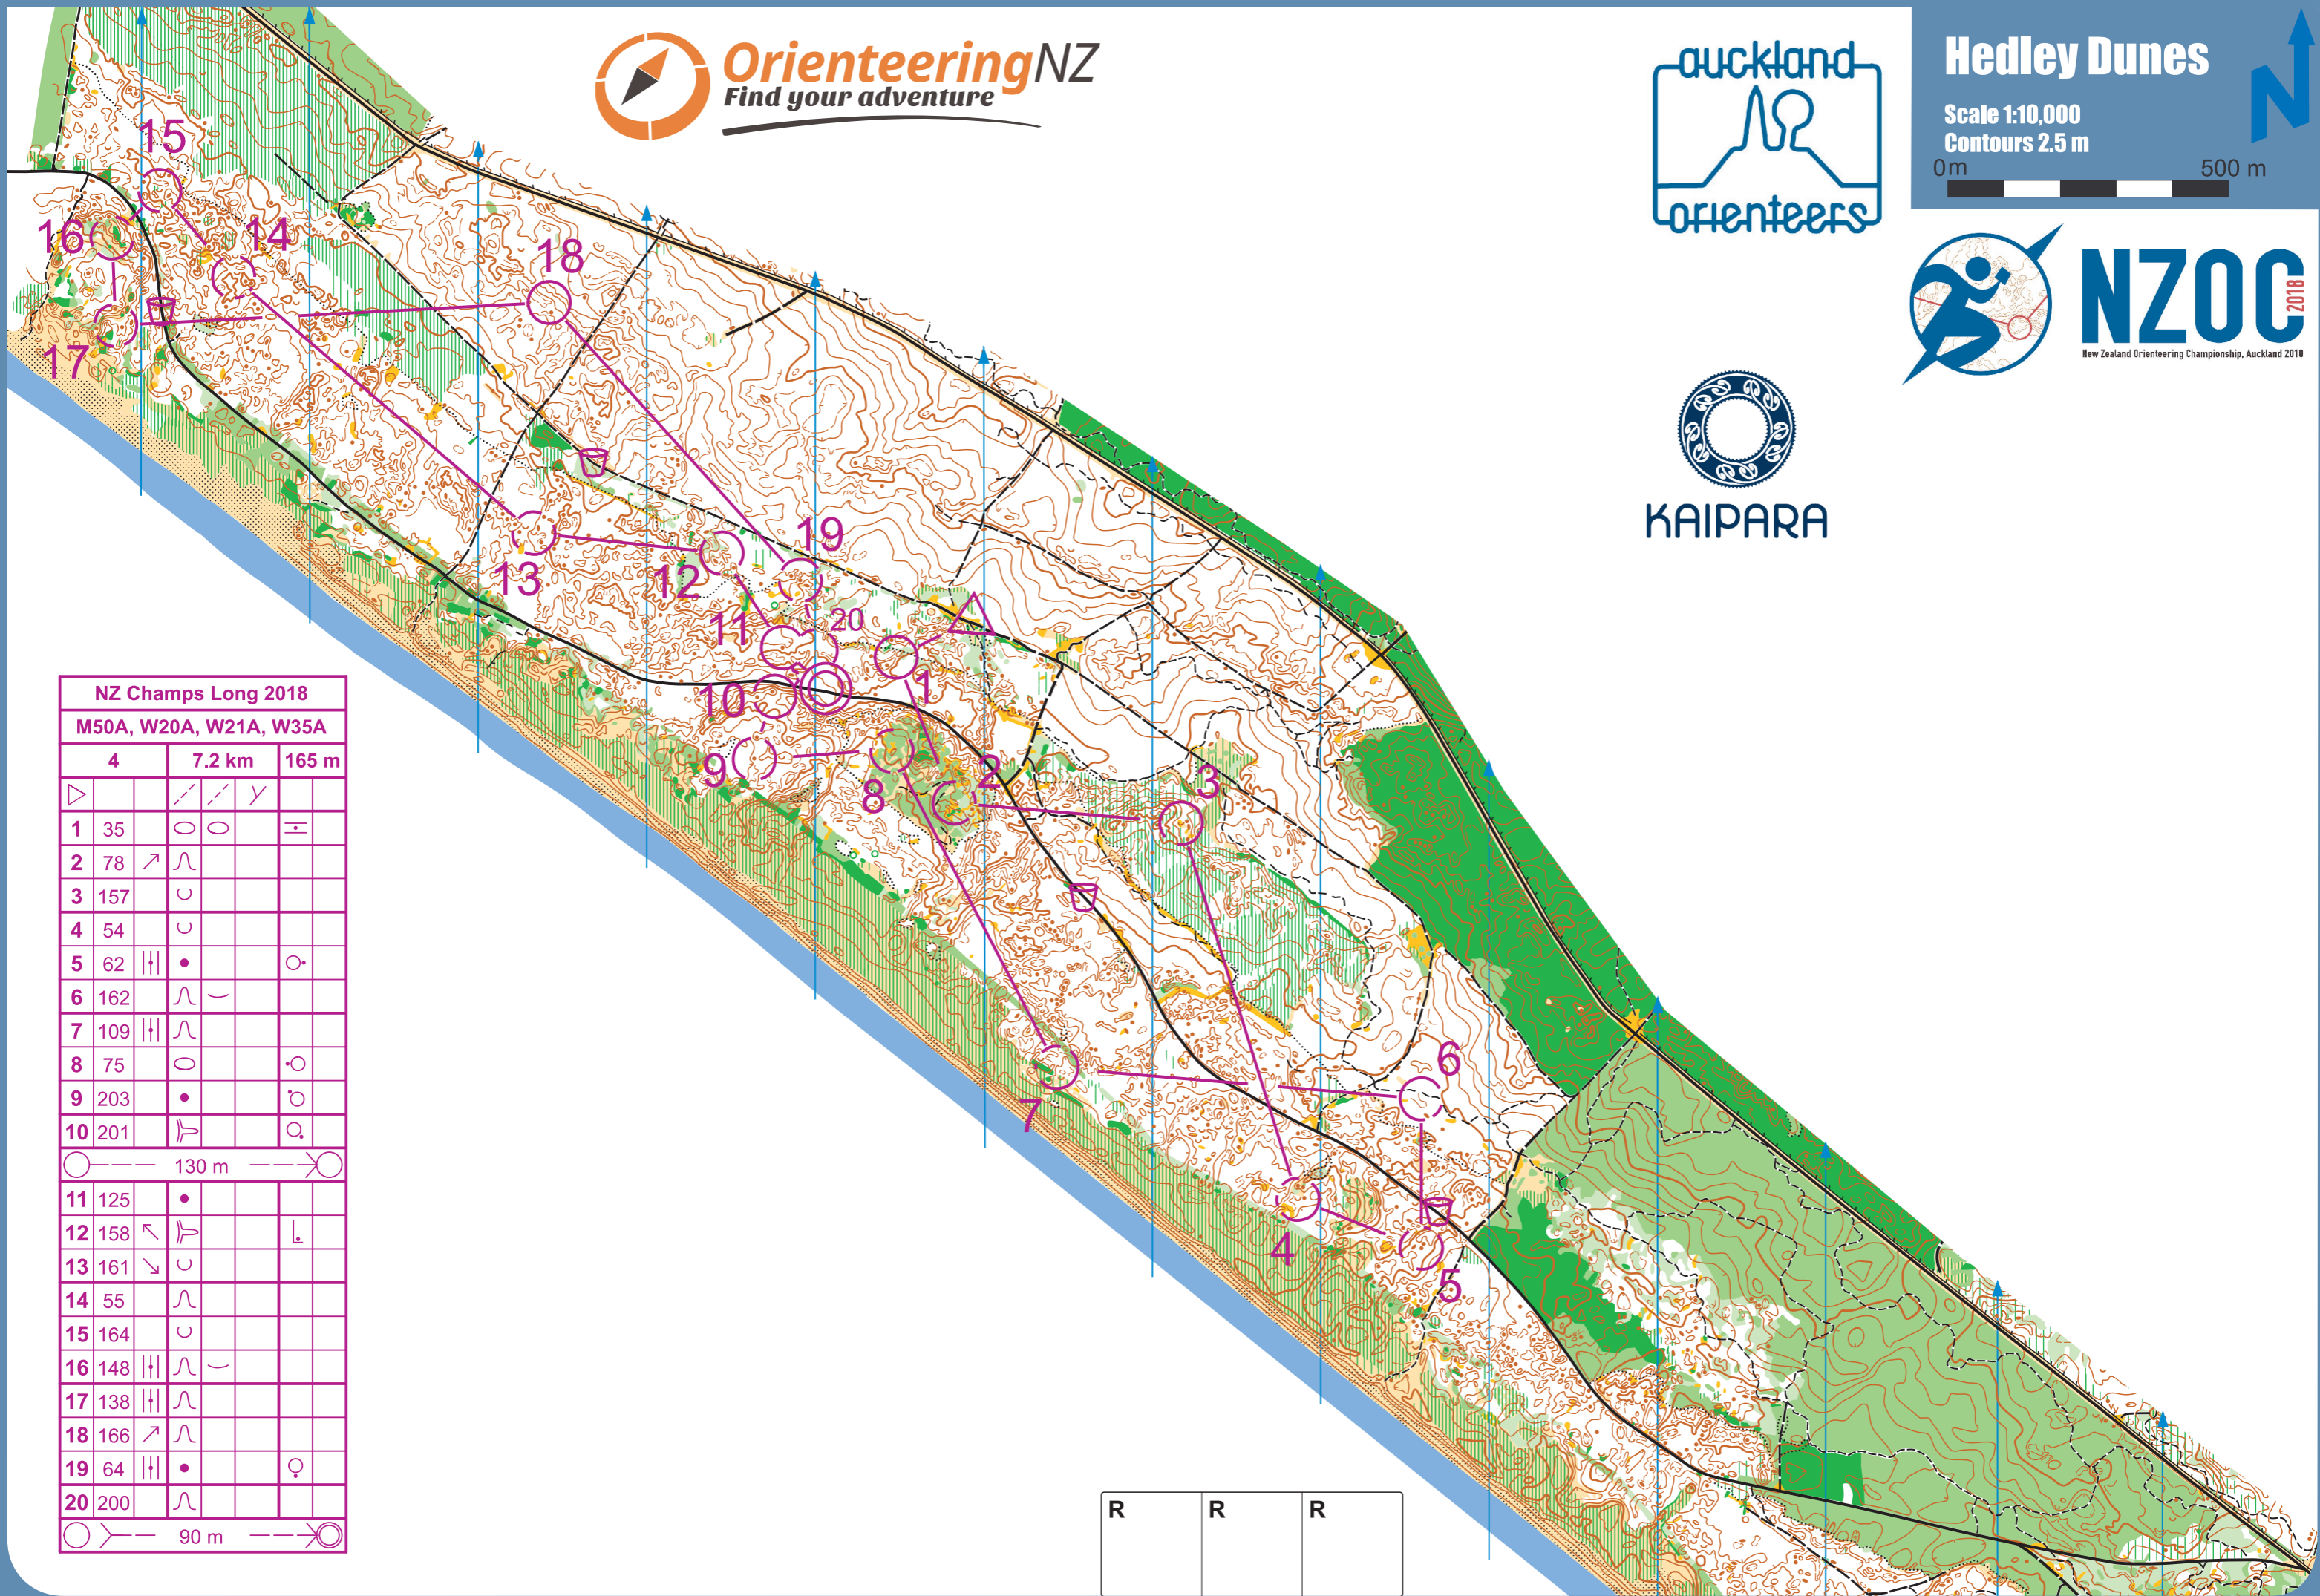 OrienteeringNZ
Find your adventure
auckland
orienteers
Hedley Dunes
Scale 1:10,000
Contours 2.5 m
0m 500 m
N
NZOC 2018
New Zealand Orienteering Championship, Auckland 2018
KAIPARA
15
16
14
17
18
13
12
19
11
20
10
1
9
8
2
3
7
6
4
5
NZ Champs Long 2018
M50A, W20A, W21A, W35A
4 7.2 km 165 m
1 35
2 78
3 157
4 54
5 62
6 162
7 109
8 75
9 203
10 201
130 m
11 125
12 158
13 161
14 55
15 164
16 148
17 138
18 166
19 64
20 200
90 m
R R R